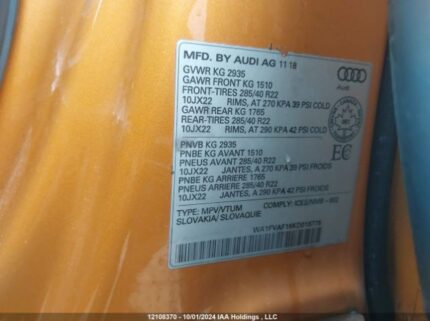 MFD. BY AUDI AG 11 18
GVWR KG 2935
GAWR FRONT KG 1510
FRONT-TIRES 285/40 R22
10JX22 RIMS, AT 270 KPA 39 PSI COLD
GAWR REAR KG 1765
REAR-TIRES 285/40 R22
10JX22 RIMS, AT 290 KPA 42 PSI COLD
Audi
PNVB KG 2935
PNBE KG AVANT 1510
PNEUS AVANT 285/40 R22
10JX22 JANTES, A 270 KPA 39 PSI FROIDS
PNBE KG ARRIERE 1765
PNEUS ARRIERE 285/40 R22
10JX22 JANTES, A 290 KPA 42 PSI FROIDS
EC
TYPE: MPV/VTUM COMPLY:
SLOVAKIA/ SLOVAQUIE
12108370 - 10/01/2024 IAA Holdings , LLC